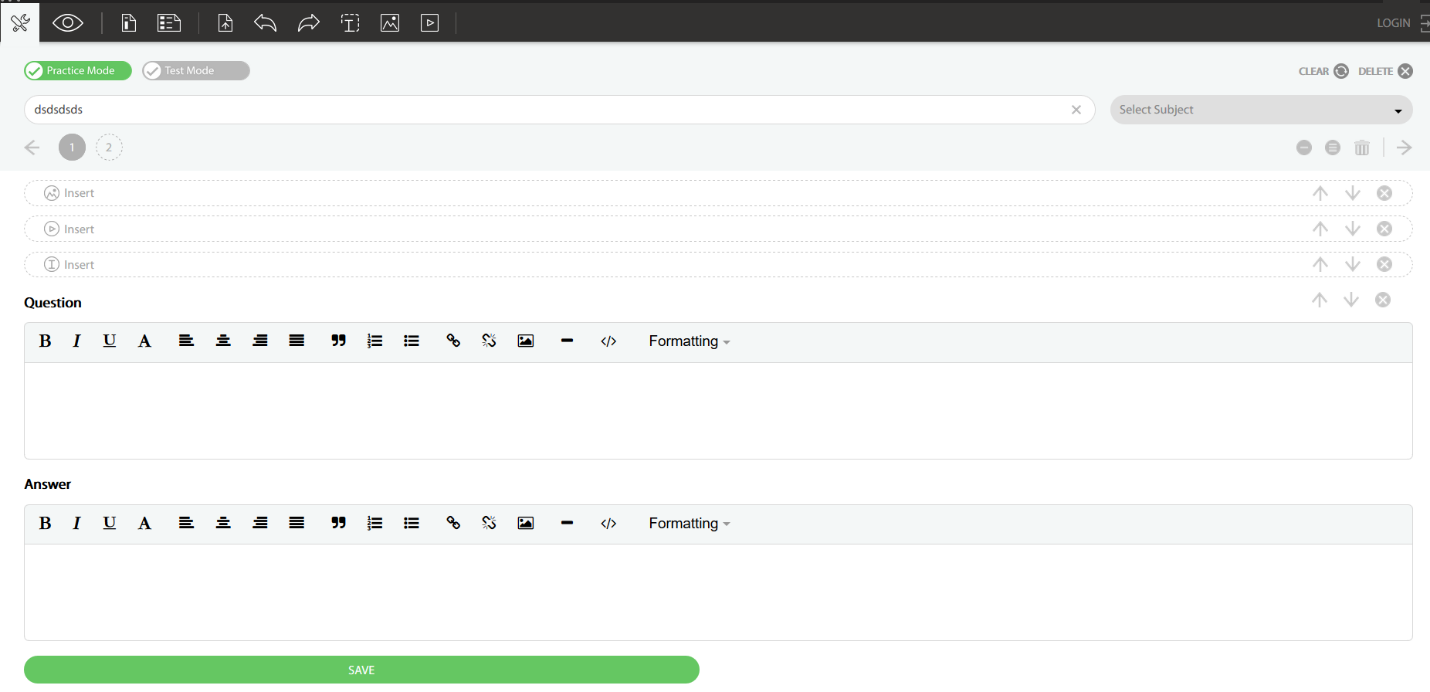 LOGIN
Practice Mode Test Mode CLEAR DELETE
dsdsdsds Select Subject
1 2
Insert
Insert
Insert
Question
B I U A Formatting
Answer
B I U A Formatting
SAVE